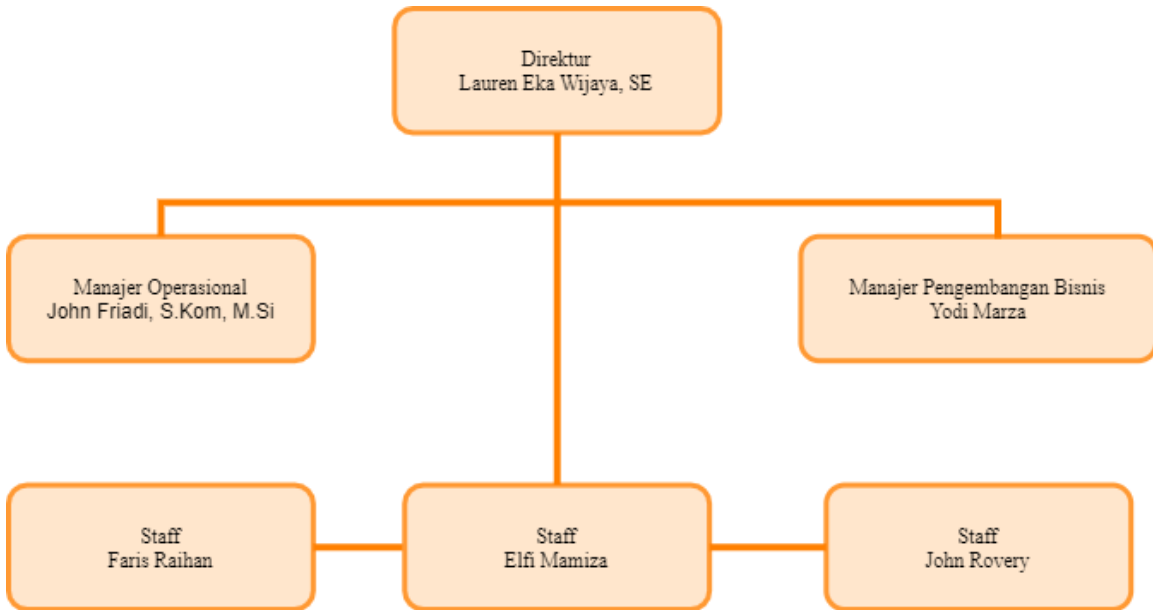 Direktur
Lauren Eka Wijaya, SE
Manajer Operasional
John Friadi, S.Kom, M.Si
Manajer Pengembangan Bisnis
Yodi Marza
Staff
Faris Raihan
Staff
Elfi Mamiza
Staff
John Rovery